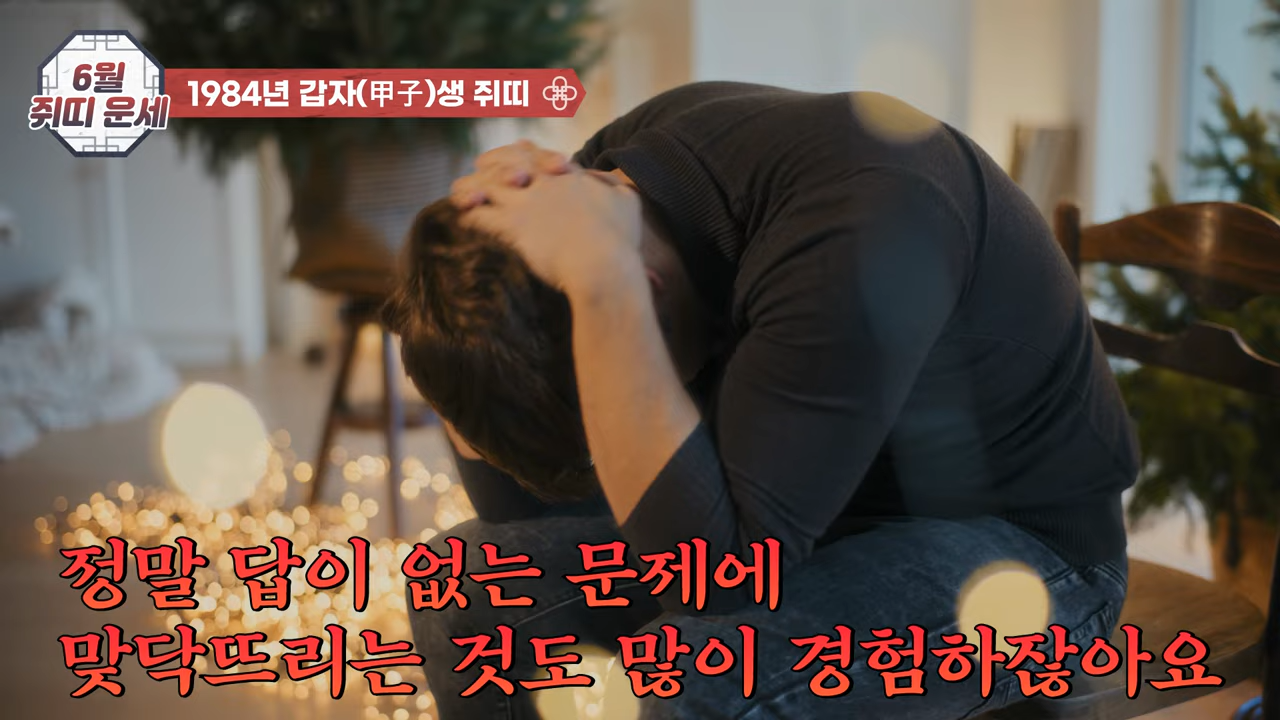 6월
쥐띠 운세
1984년 갑자(甲子)생 쥐띠
정말 답이 없는 문제에
맞닥뜨리는 것도 많이 경험하잖아요